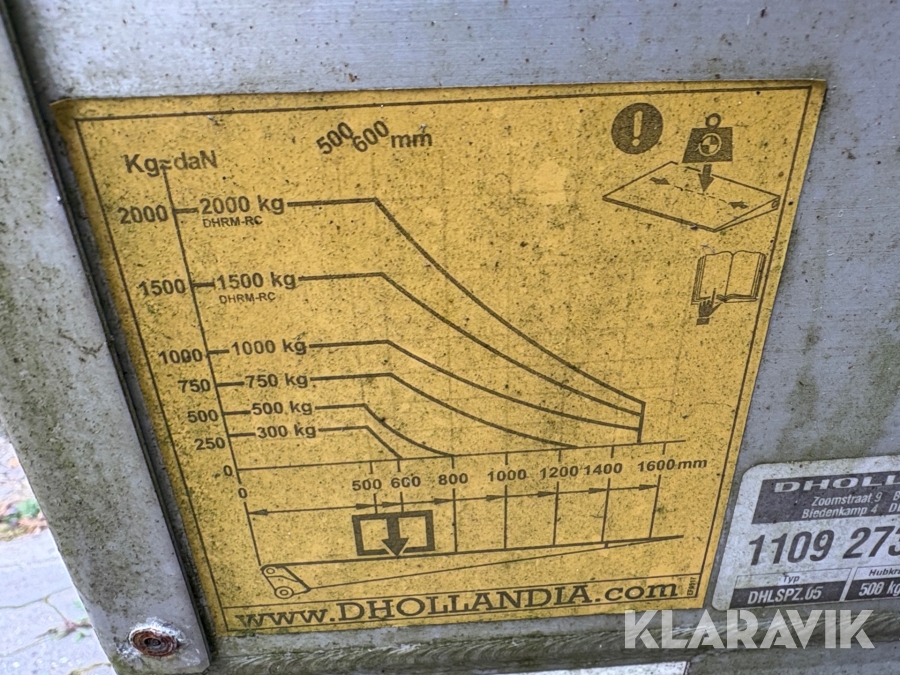 500 600 mm
Kg≈daN
2000 2000 kg
DHRM-RC
1500 1500 kg
DHRM-RC
1000 1000 kg
750 750 kg
500 500 kg
250 300 kg
0
0 500 600 800 1000 1200 1400 1600 mm
www.DHOLLANDIA.com
DHOLL
Zoomstraat 9
Biedenkamp 4
1109 273
Typ Hubkr
DHLSPZ.05 500 kg
KLARAVIK